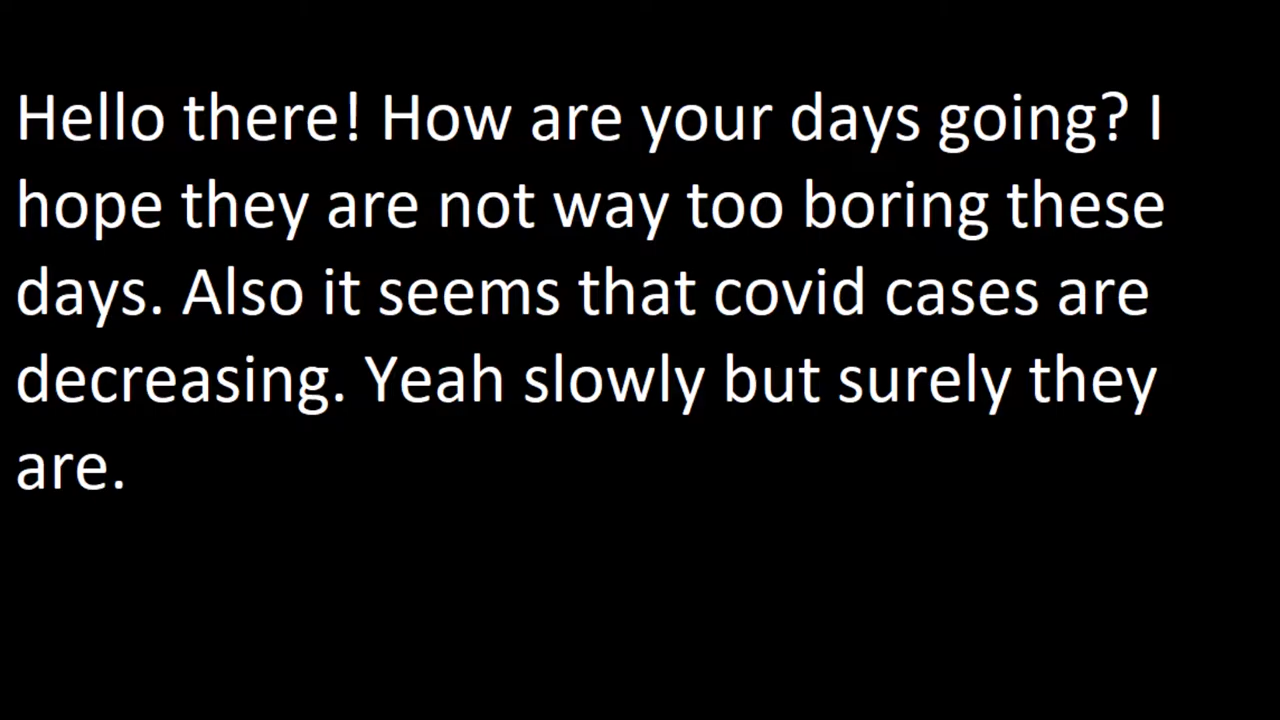 Hello there! How are your days going? I
hope they are not way too boring these
days. Also it seems that covid cases are
decreasing. Yeah slowly but surely they
are.